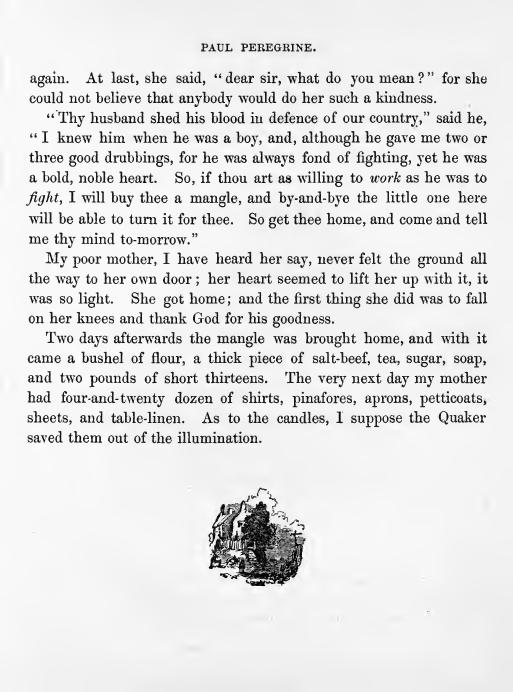 PAUL PEREGRINE.
again. At last, she said, “dear sir, what do you mean?” for she
could not believe that anybody would do her such a kindness.
“Thy husband shed his blood in defence of our country,” said he,
“I knew him when he was a boy, and, although he gave me two or
three good drubbings, for he was always fond of fighting, yet he was
a bold, noble heart. So, if thou art as willing to work as he was to
fight, I will buy thee a mangle, and by-and-bye the little one here
will be able to turn it for thee. So get thee home, and come and tell
me thy mind to-morrow.”
My poor mother, I have heard her say, never felt the ground all
the way to her own door; her heart seemed to lift her up with it, it
was so light. She got home; and the first thing she did was to fall
on her knees and thank God for his goodness.
Two days afterwards the mangle was brought home, and with it
came a bushel of flour, a thick piece of salt-beef, tea, sugar, soap,
and two pounds of short thirteens. The very next day my mother
had four-and-twenty dozen of shirts, pinafores, aprons, petticoats,
sheets, and table-linen. As to the candles, I suppose the Quaker
saved them out of the illumination.